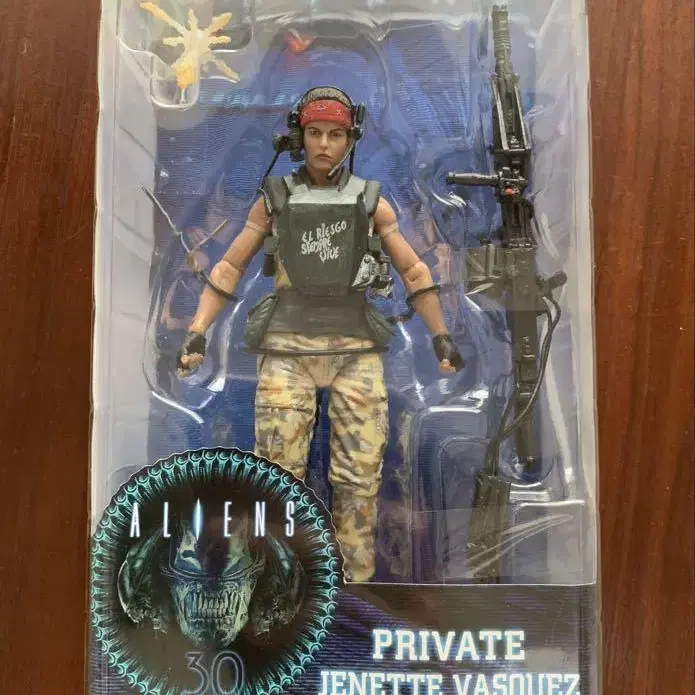 EL RIESGO
SIEMPRE
VIVE
ALIENS
30
PRIVATE
JENETTE VASQUEZ